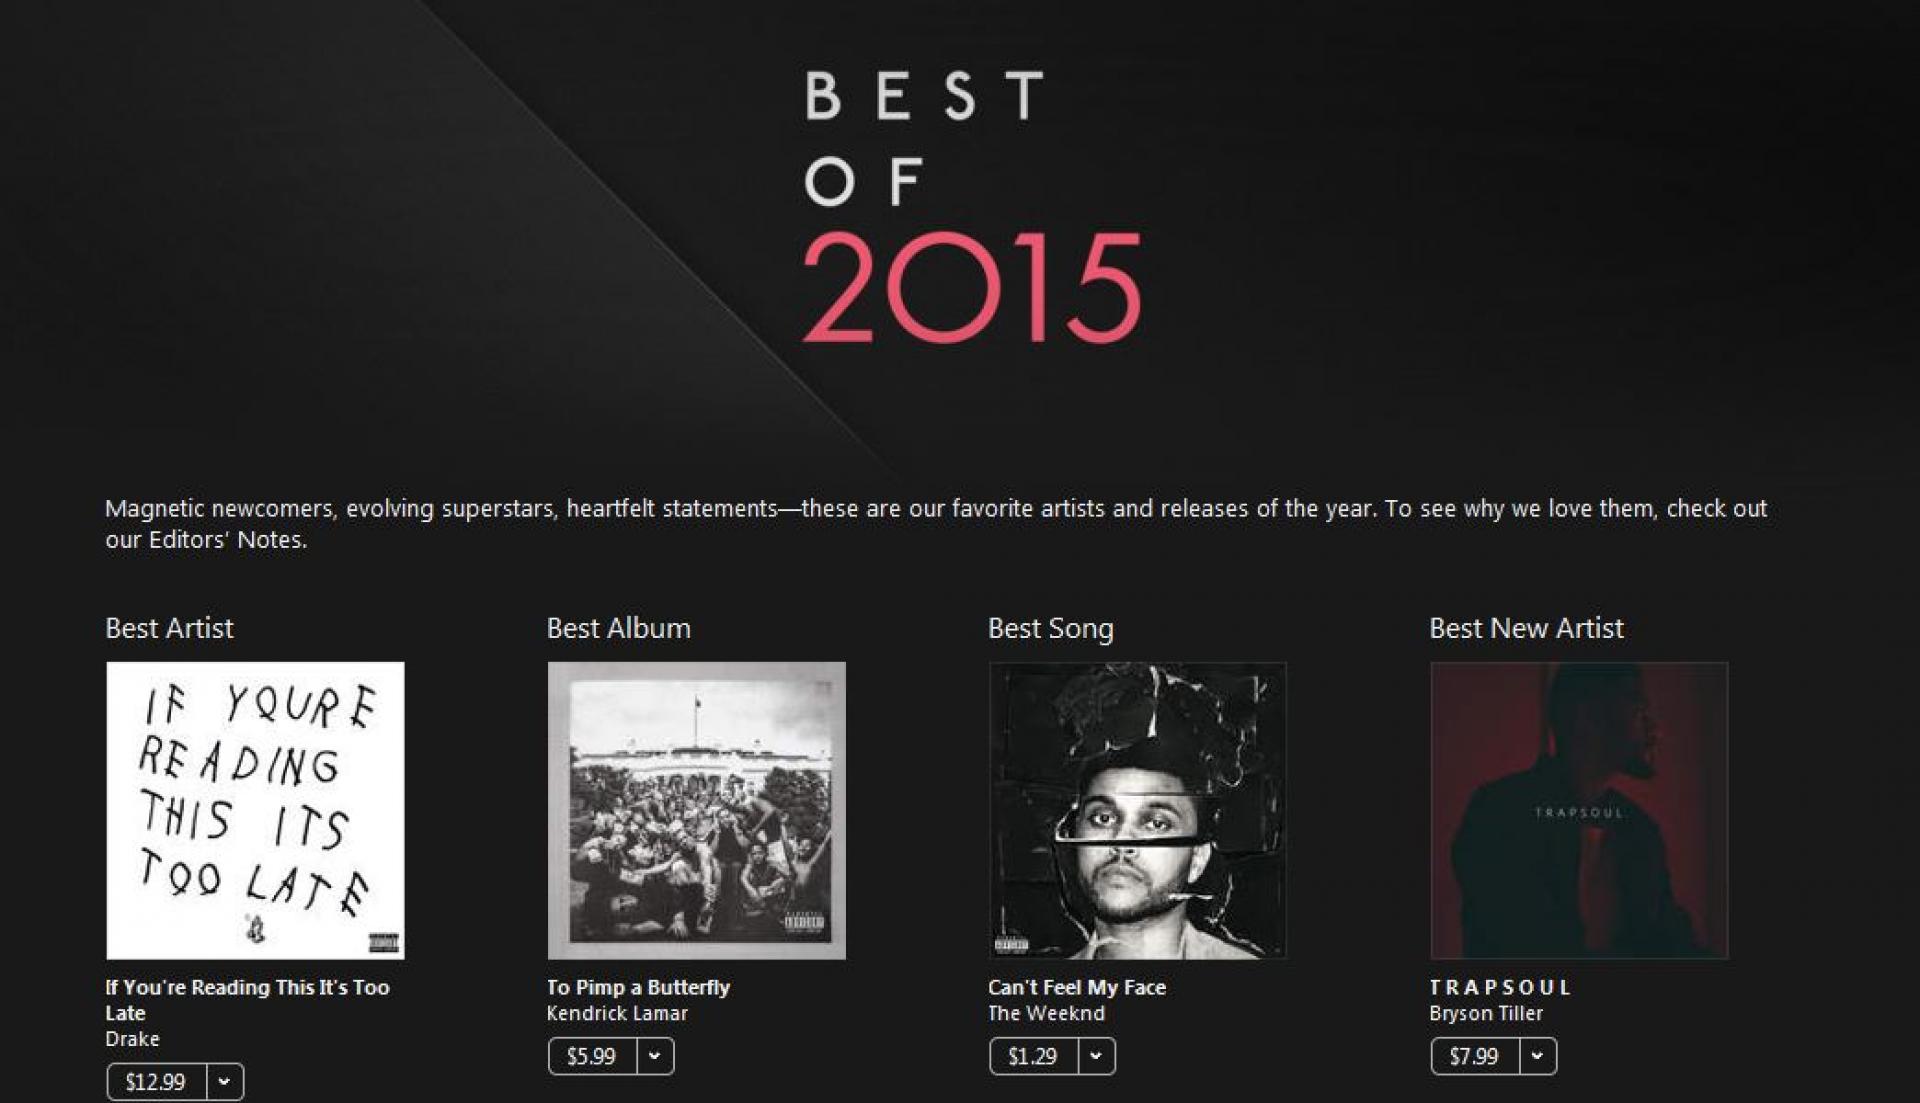 BEST
OF
2015
Magnetic newcomers, evolving superstars, heartfelt statements—these are our favorite artists and releases of the year. To see why we love them, check out
our Editors' Notes.
Best Artist
IF YOURE
READING
THIS ITS
TOO LATE
If You're Reading This It's Too
Late
Drake
$12.99
Best Album
To Pimp a Butterfly
Kendrick Lamar
$5.99
Best Song
Can't Feel My Face
The Weeknd
$1.29
Best New Artist
TRAPSOUL
T R A P S O U L
Bryson Tiller
$7.99